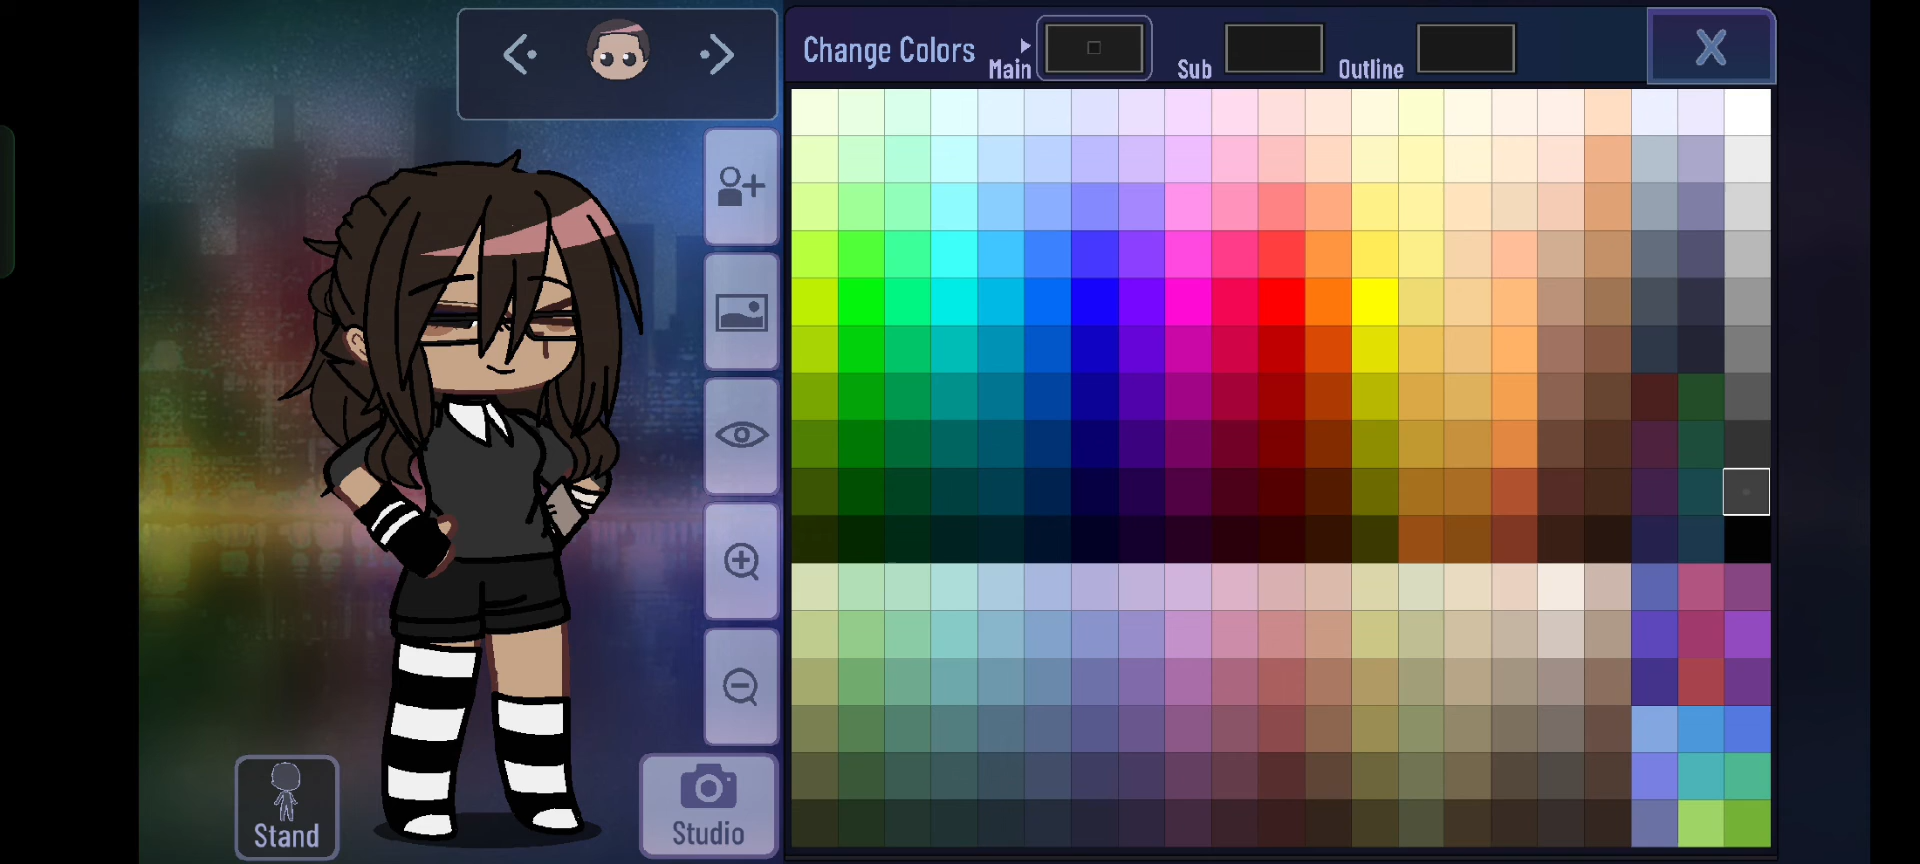 Change Colors
Main
Sub
Outline
X
Stand
Studio